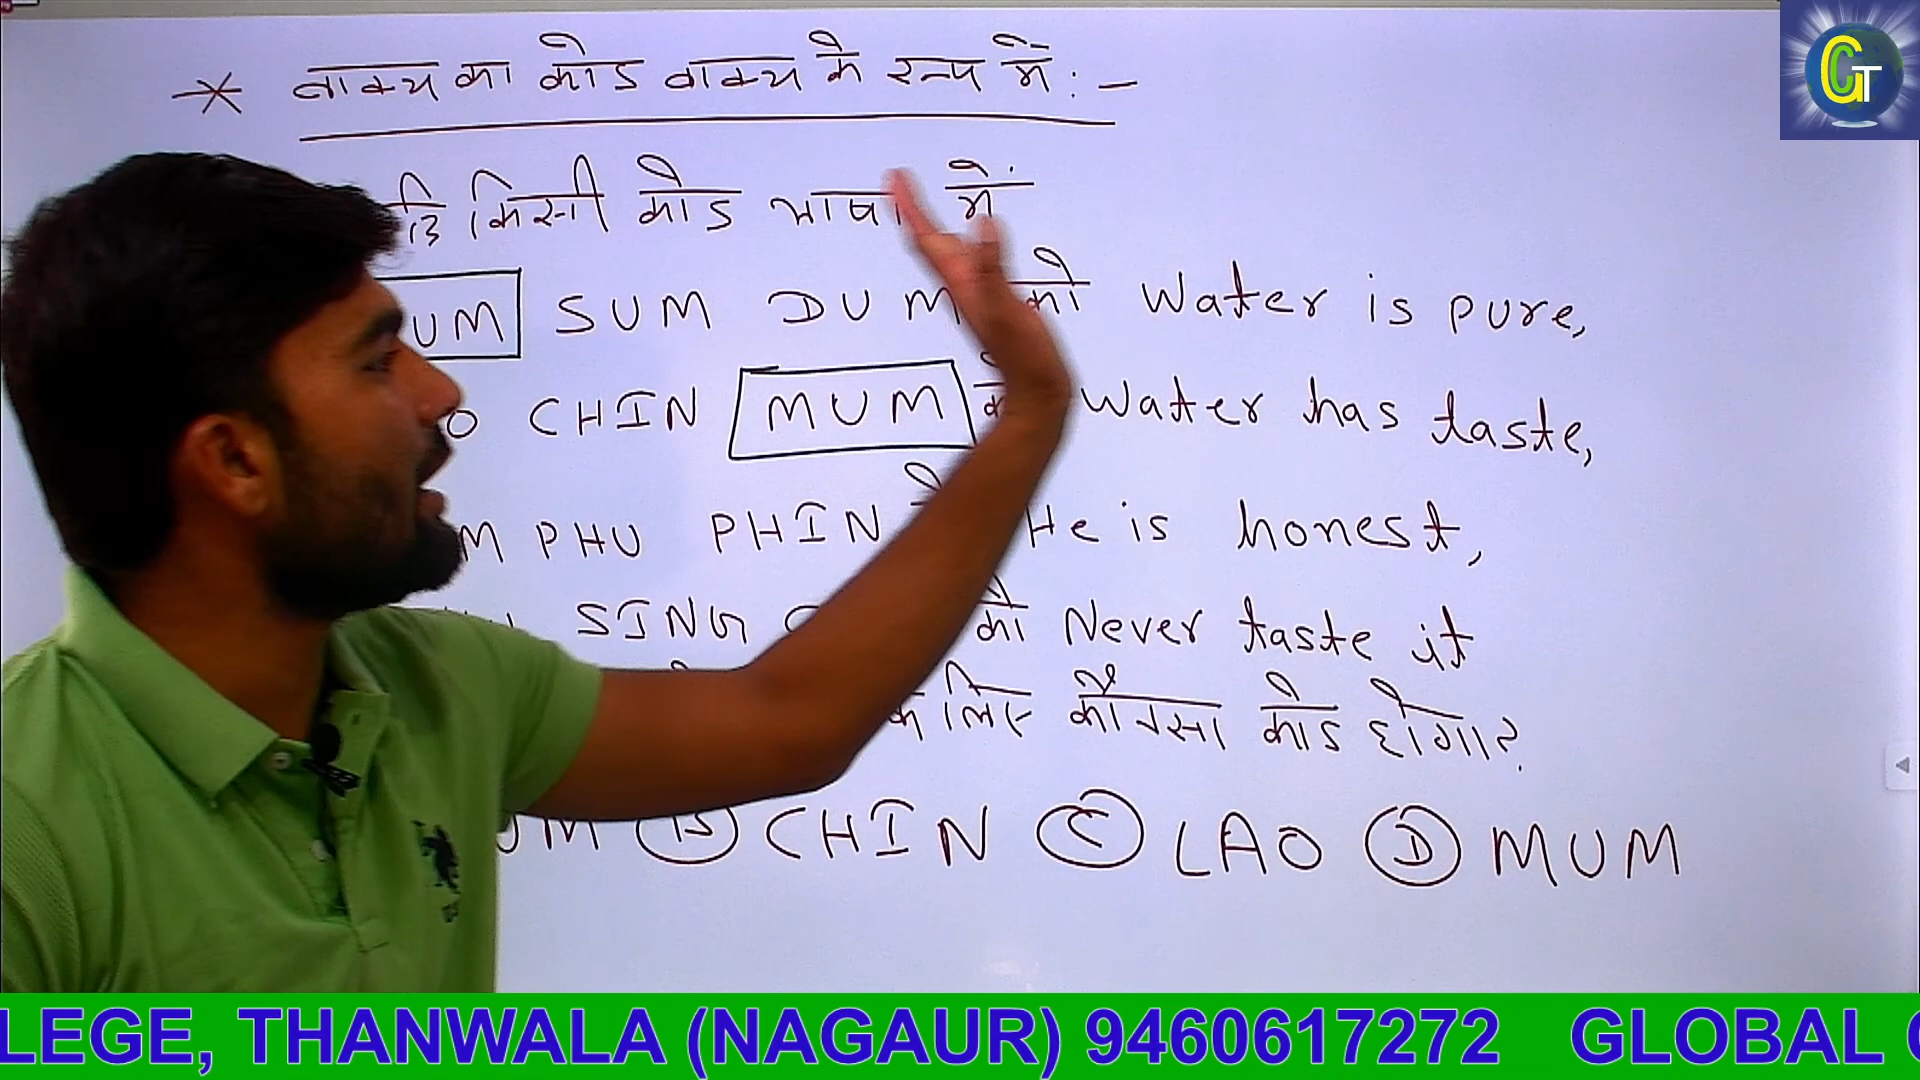 * वाक्य का कोड वाक्य के रूप में : -
किसी कोड भाषा में
SUM DUM को Water is pure,
CHIN MUM Water has taste,
PHU PHIN He is honest,
SING को Never taste it
के लिए कौनसा कोड होगा?
B CHIN C LAO D MUM
GT
LEGE, THANWALA (NAGAUR) 9460617272 GLOBAL